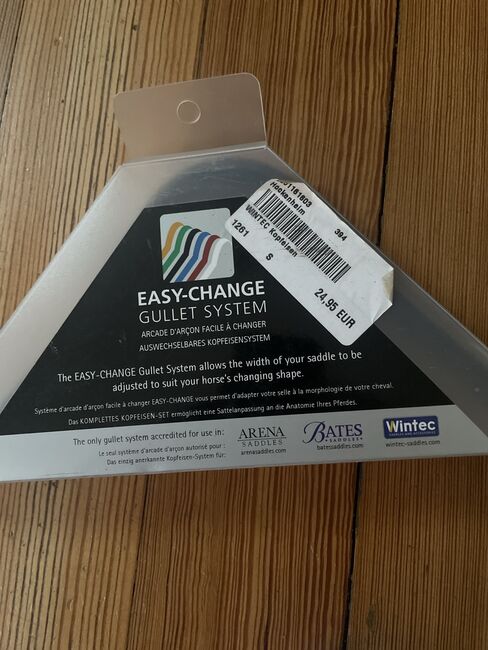 Hockenheim
394
WINTEC Kopfeisen
1261
S
24,95 EUR
EASY-CHANGE
GULLET SYSTEM
ARCADE D'ARÇON FACILE À CHANGER
AUSWECHSELBARES KOPFEISENSYSTEM
The EASY-CHANGE Gullet System allows the width of your saddle to be
adjusted to suit your horse's changing shape.
Système d'arcade d'arçon facile à changer EASY-CHANGE vous permet d'adapter votre selle à la morphologie de votre cheval.
Das KOMPLETTES KOPFEISEN-SET ermöglicht eine Sattelanpassung an die Anatomie Ihres Pferdes.
The only gullet system accredited for use in:
Le seul système d'arcade d'arçon autorisé pour :
Das einzig anerkannte Kopfeisen-System für:
ARENA
SADDLES
arenasaddles.com
BATES
SADDLES
batessaddles.com
Wintec
SADDLES AND ACCESSORIES
wintec-saddles.com